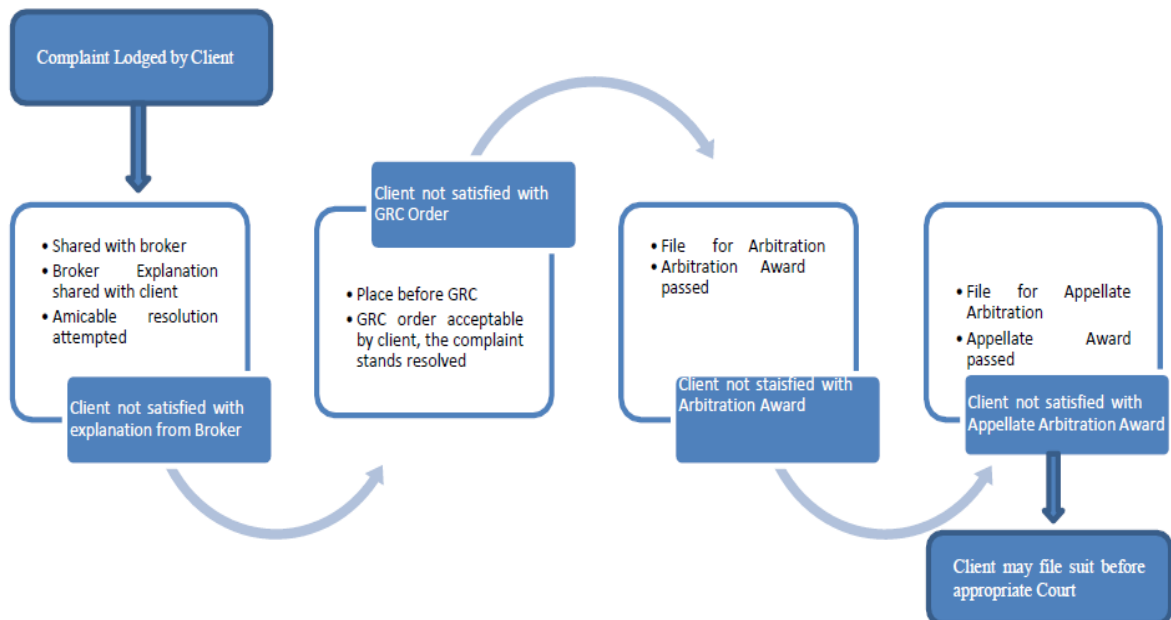 Complaint Lodged by Client
• Shared with broker
• Broker Explanation
shared with client
• Amicable resolution
attempted
Client not satisfied with
explanation from Broker
Client not satisfied with
GRC Order
• Place before GRC
• GRC order acceptable
by client, the complaint
stands resolved
• File for Arbitration
• Arbitration Award
passed
Client not staisfied with
Arbitration Award
• File for Appellate
Arbitration
• Appellate Award
passed
Client not satisfied with
Appellate Arbitration Award
Client may file suit before
appropriate Court